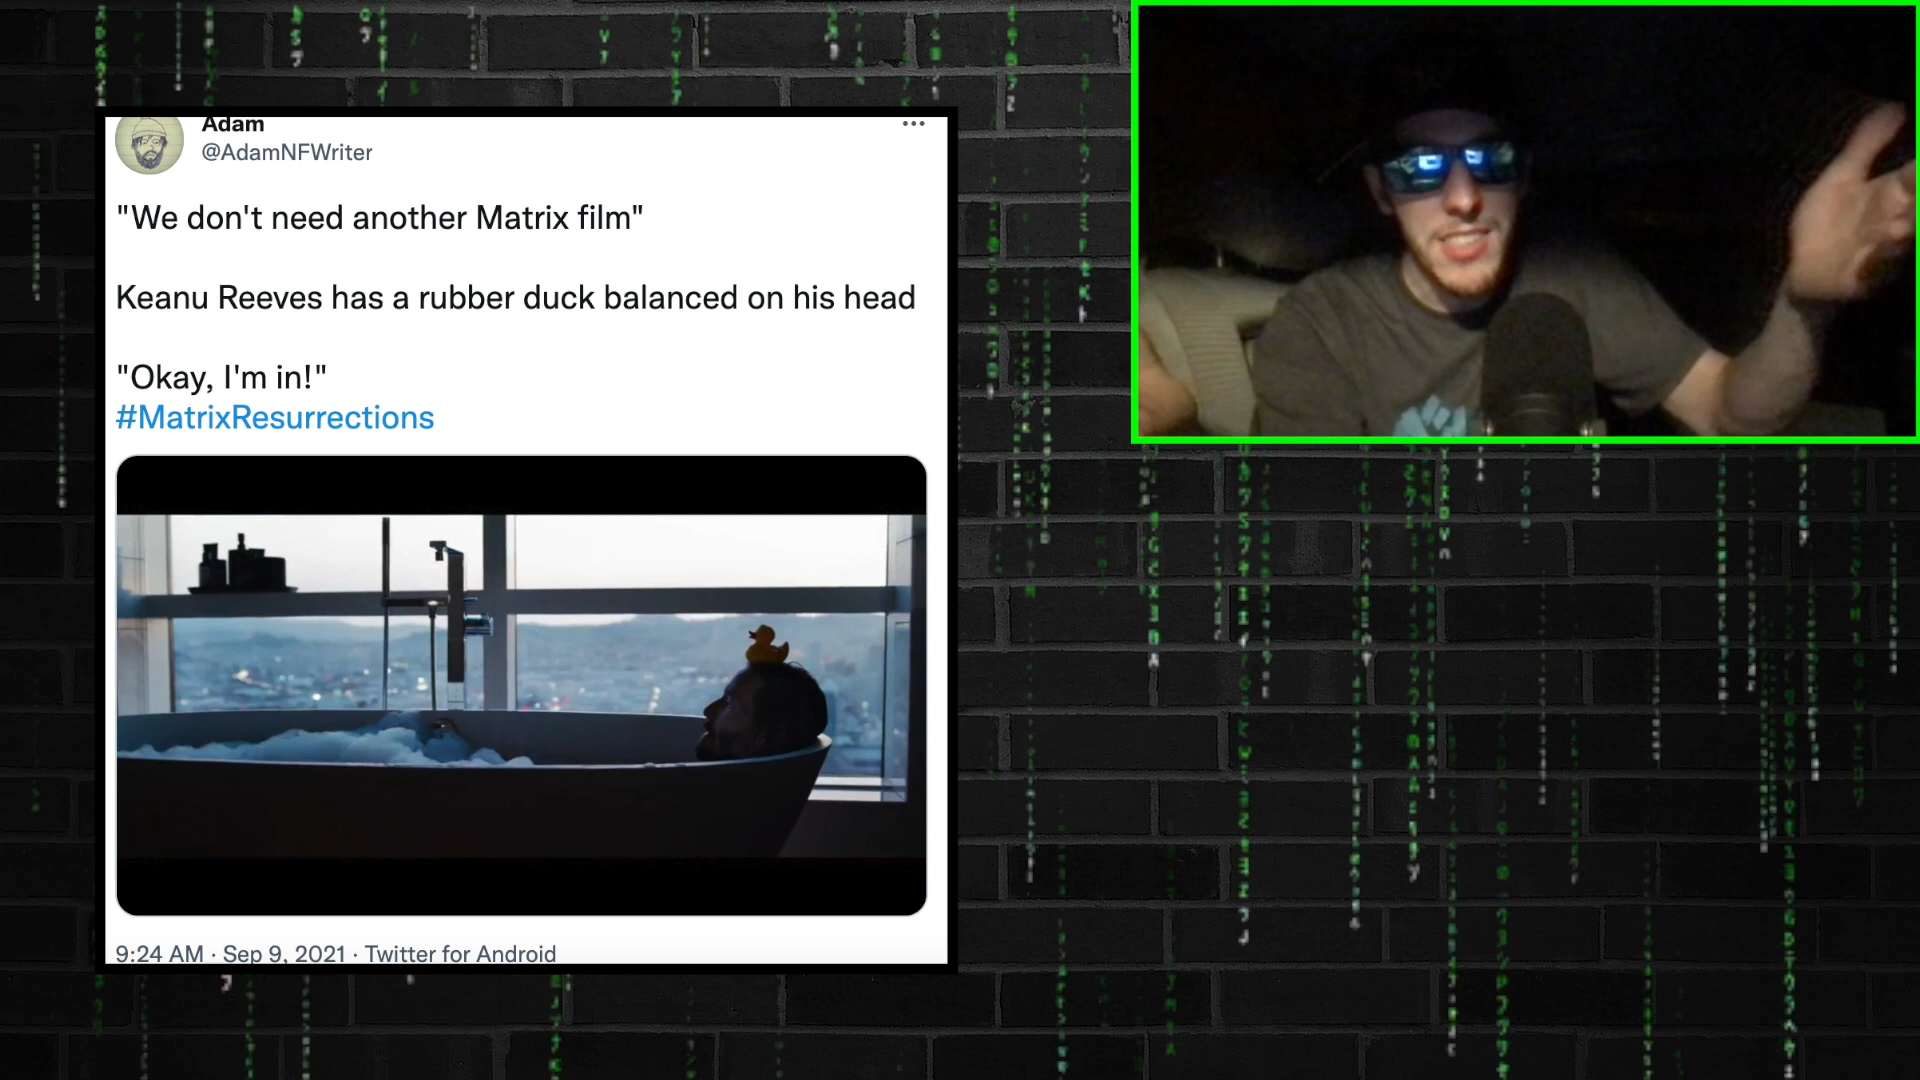 Adam
@AdamNFWriter
"We don't need another Matrix film"
Keanu Reeves has a rubber duck balanced on his head
"Okay, I'm in!"
#MatrixResurrections
9:24 AM · Sep 9, 2021 · Twitter for Android